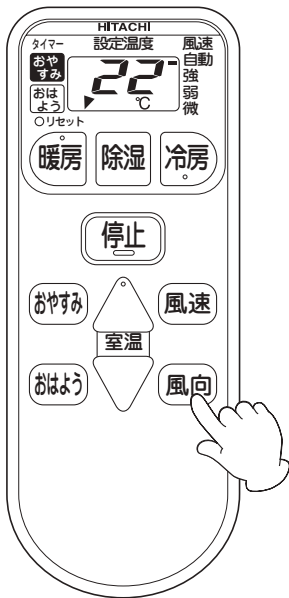 HITACHI
タイマー 設定温度 風速
おやすみ 22 ℃ 自動
強
おはよう 弱
微
○リセット
暖房 除湿 冷房
停止
おやすみ 風速
室温
おはよう 風向